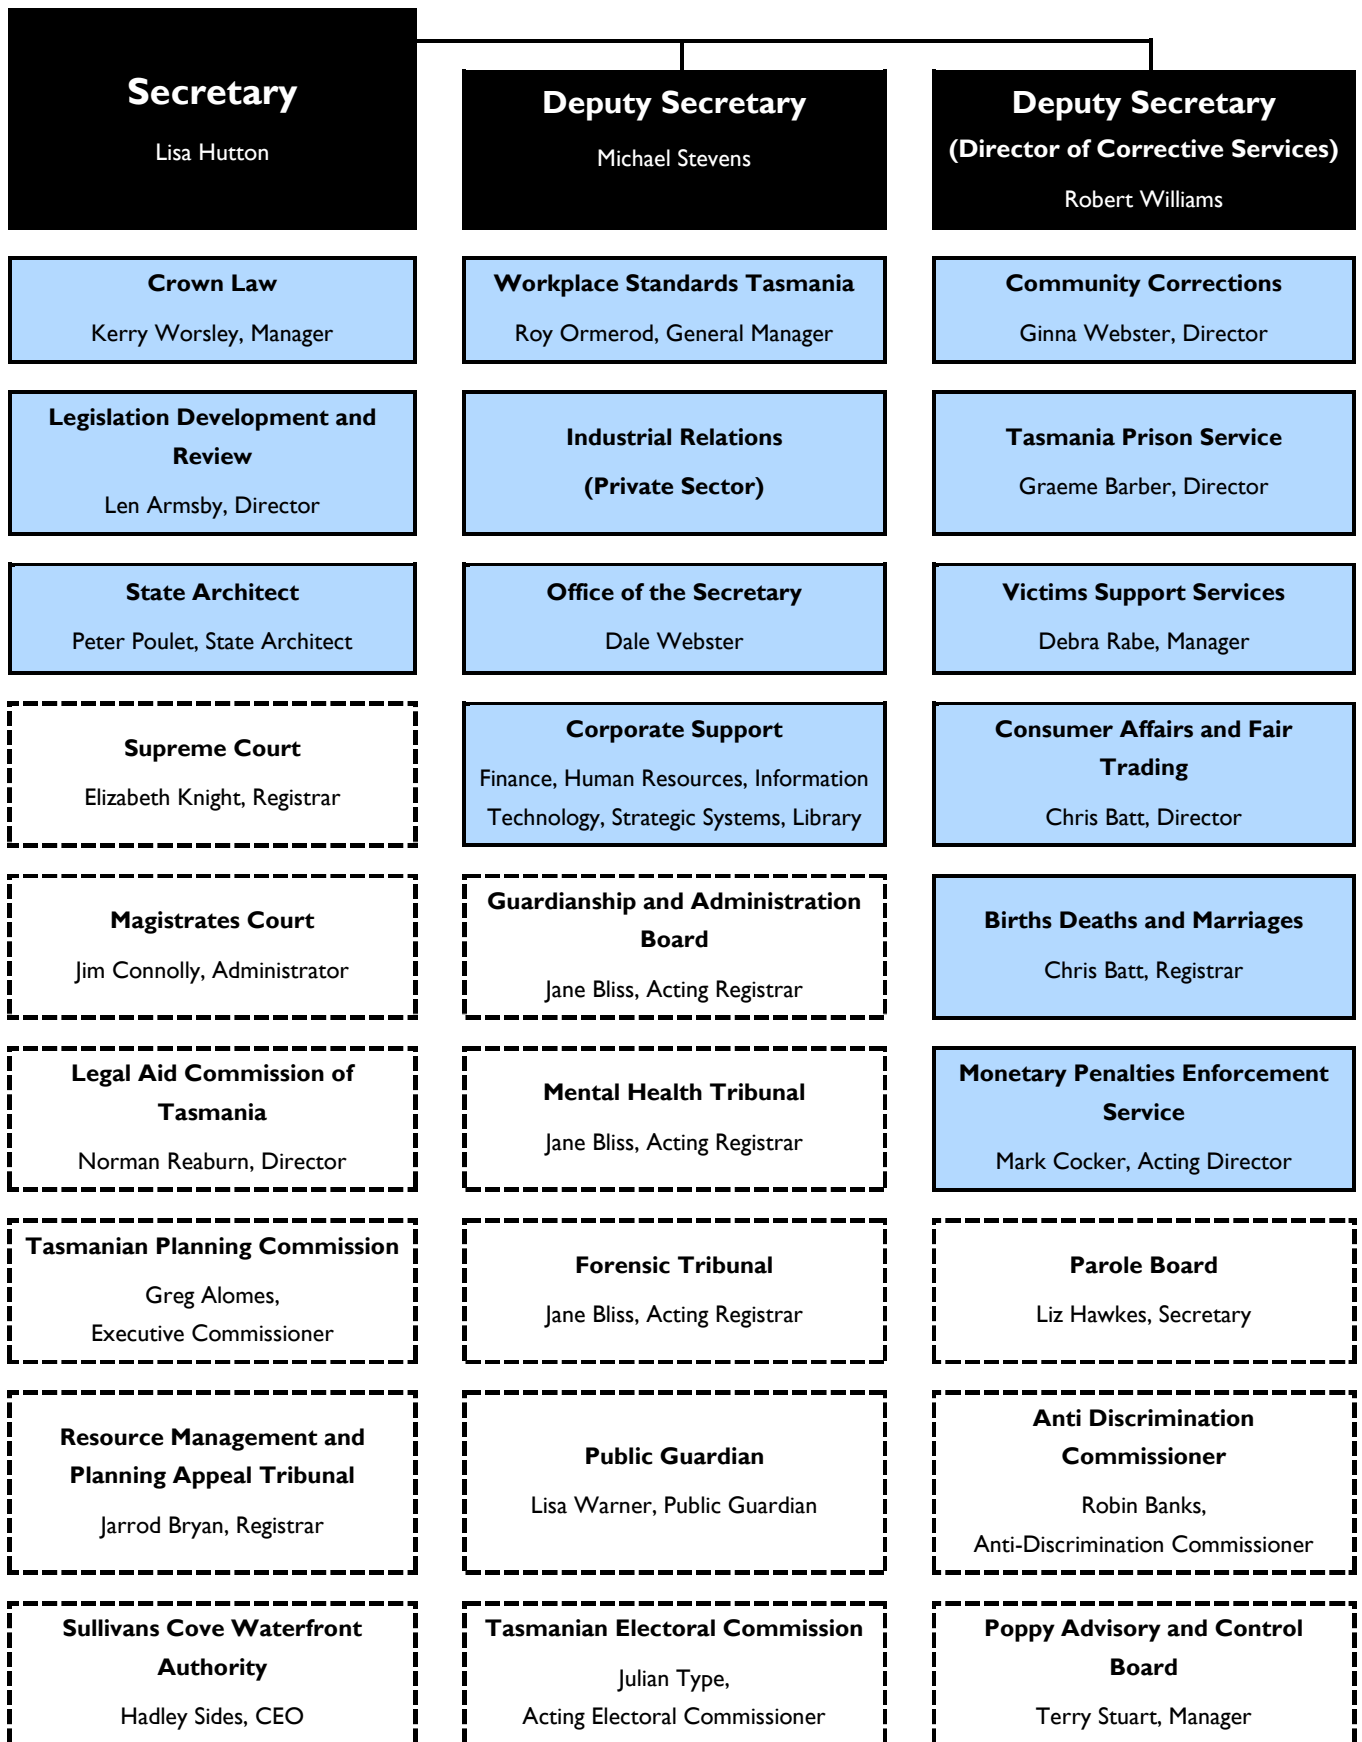 Secretary
Lisa Hutton
Deputy Secretary
Michael Stevens
Deputy Secretary
(Director of Corrective Services)
Robert Williams
Crown Law
Kerry Worsley, Manager
Workplace Standards Tasmania
Roy Ormerod, General Manager
Community Corrections
Ginna Webster, Director
Legislation Development and
Review
Len Armsby, Director
Industrial Relations
(Private Sector)
Tasmania Prison Service
Graeme Barber, Director
State Architect
Peter Poulet, State Architect
Office of the Secretary
Dale Webster
Victims Support Services
Debra Rabe, Manager
Supreme Court
Elizabeth Knight, Registrar
Corporate Support
Finance, Human Resources, Information
Technology, Strategic Systems, Library
Consumer Affairs and Fair
Trading
Chris Batt, Director
Magistrates Court
Jim Connolly, Administrator
Guardianship and Administration
Board
Jane Bliss, Acting Registrar
Births Deaths and Marriages
Chris Batt, Registrar
Legal Aid Commission of
Tasmania
Norman Reaburn, Director
Mental Health Tribunal
Jane Bliss, Acting Registrar
Monetary Penalties Enforcement
Service
Mark Cocker, Acting Director
Tasmanian Planning Commission
Greg Alomes,
Executive Commissioner
Forensic Tribunal
Jane Bliss, Acting Registrar
Parole Board
Liz Hawkes, Secretary
Resource Management and
Planning Appeal Tribunal
Jarrod Bryan, Registrar
Public Guardian
Lisa Warner, Public Guardian
Anti Discrimination
Commissioner
Robin Banks,
Anti-Discrimination Commissioner
Sullivans Cove Waterfront
Authority
Hadley Sides, CEO
Tasmanian Electoral Commission
Julian Type,
Acting Electoral Commissioner
Poppy Advisory and Control
Board
Terry Stuart, Manager